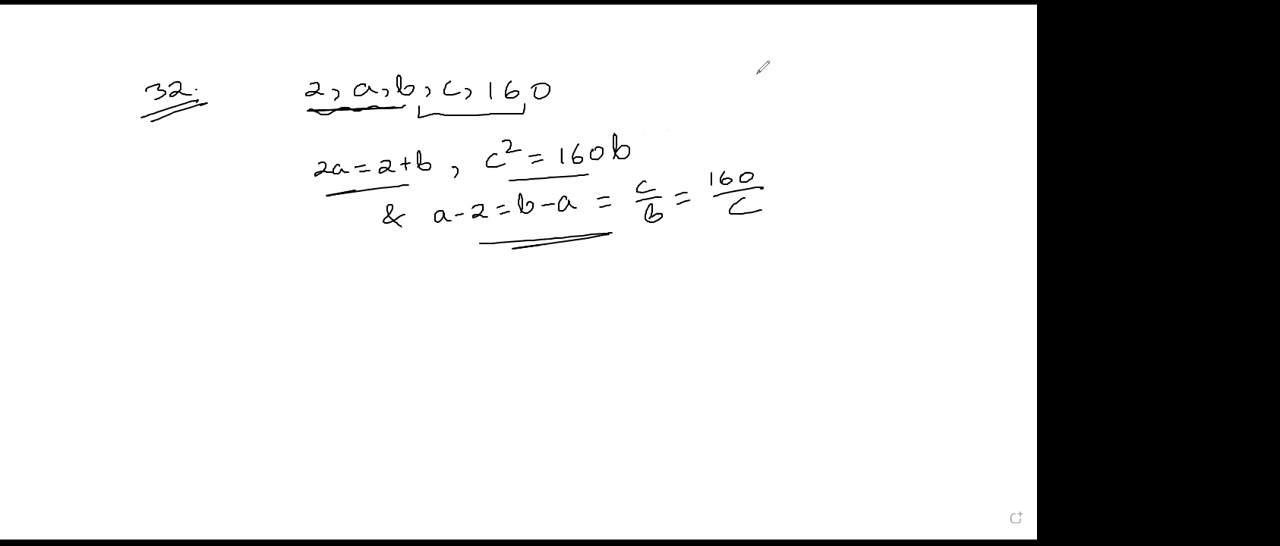 32. 2, a, b, c, 160
2a = 2+b , c² = 160b
& a-2 = b-a = c/b = 160/c